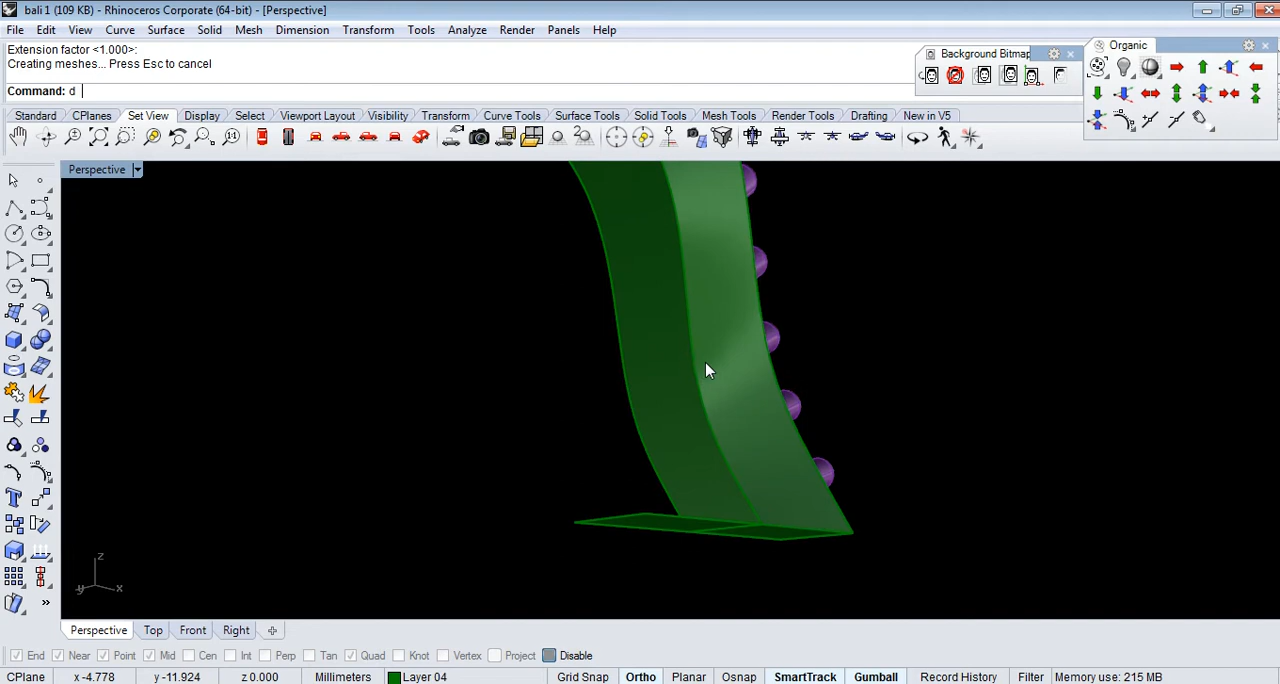 bali 1 (109 KB) - Rhinoceros Corporate (64-bit) - [Perspective]
File Edit View Curve Surface Solid Mesh Dimension Transform Tools Analyze Render Panels Help
Extension factor <1.000>:
Creating meshes... Press Esc to cancel
Command: d
Background Bitmap
Organic
Standard CPlanes Set View Display Select Viewport Layout Visibility Transform Curve Tools Surface Tools Solid Tools Mesh Tools Render Tools Drafting New in V5
Perspective
z
y x
Perspective Top Front Right
End Near Point Mid Cen Int Perp Tan Quad Knot Vertex Project Disable
CPlane x -4.778 y -11.924 z 0.000 Millimeters Layer 04 Grid Snap Ortho Planar Osnap SmartTrack Gumball Record History Filter Memory use: 215 MB